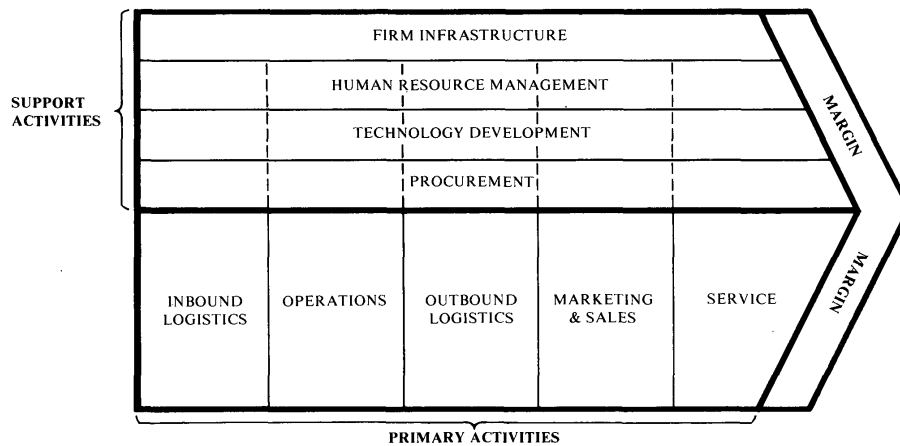 FIRM INFRASTRUCTURE
HUMAN RESOURCE MANAGEMENT
SUPPORT
ACTIVITIES
TECHNOLOGY DEVELOPMENT
PROCUREMENT
MARGIN
INBOUND
LOGISTICS
OPERATIONS
OUTBOUND
LOGISTICS
MARKETING
& SALES
SERVICE
MARGIN
PRIMARY ACTIVITIES